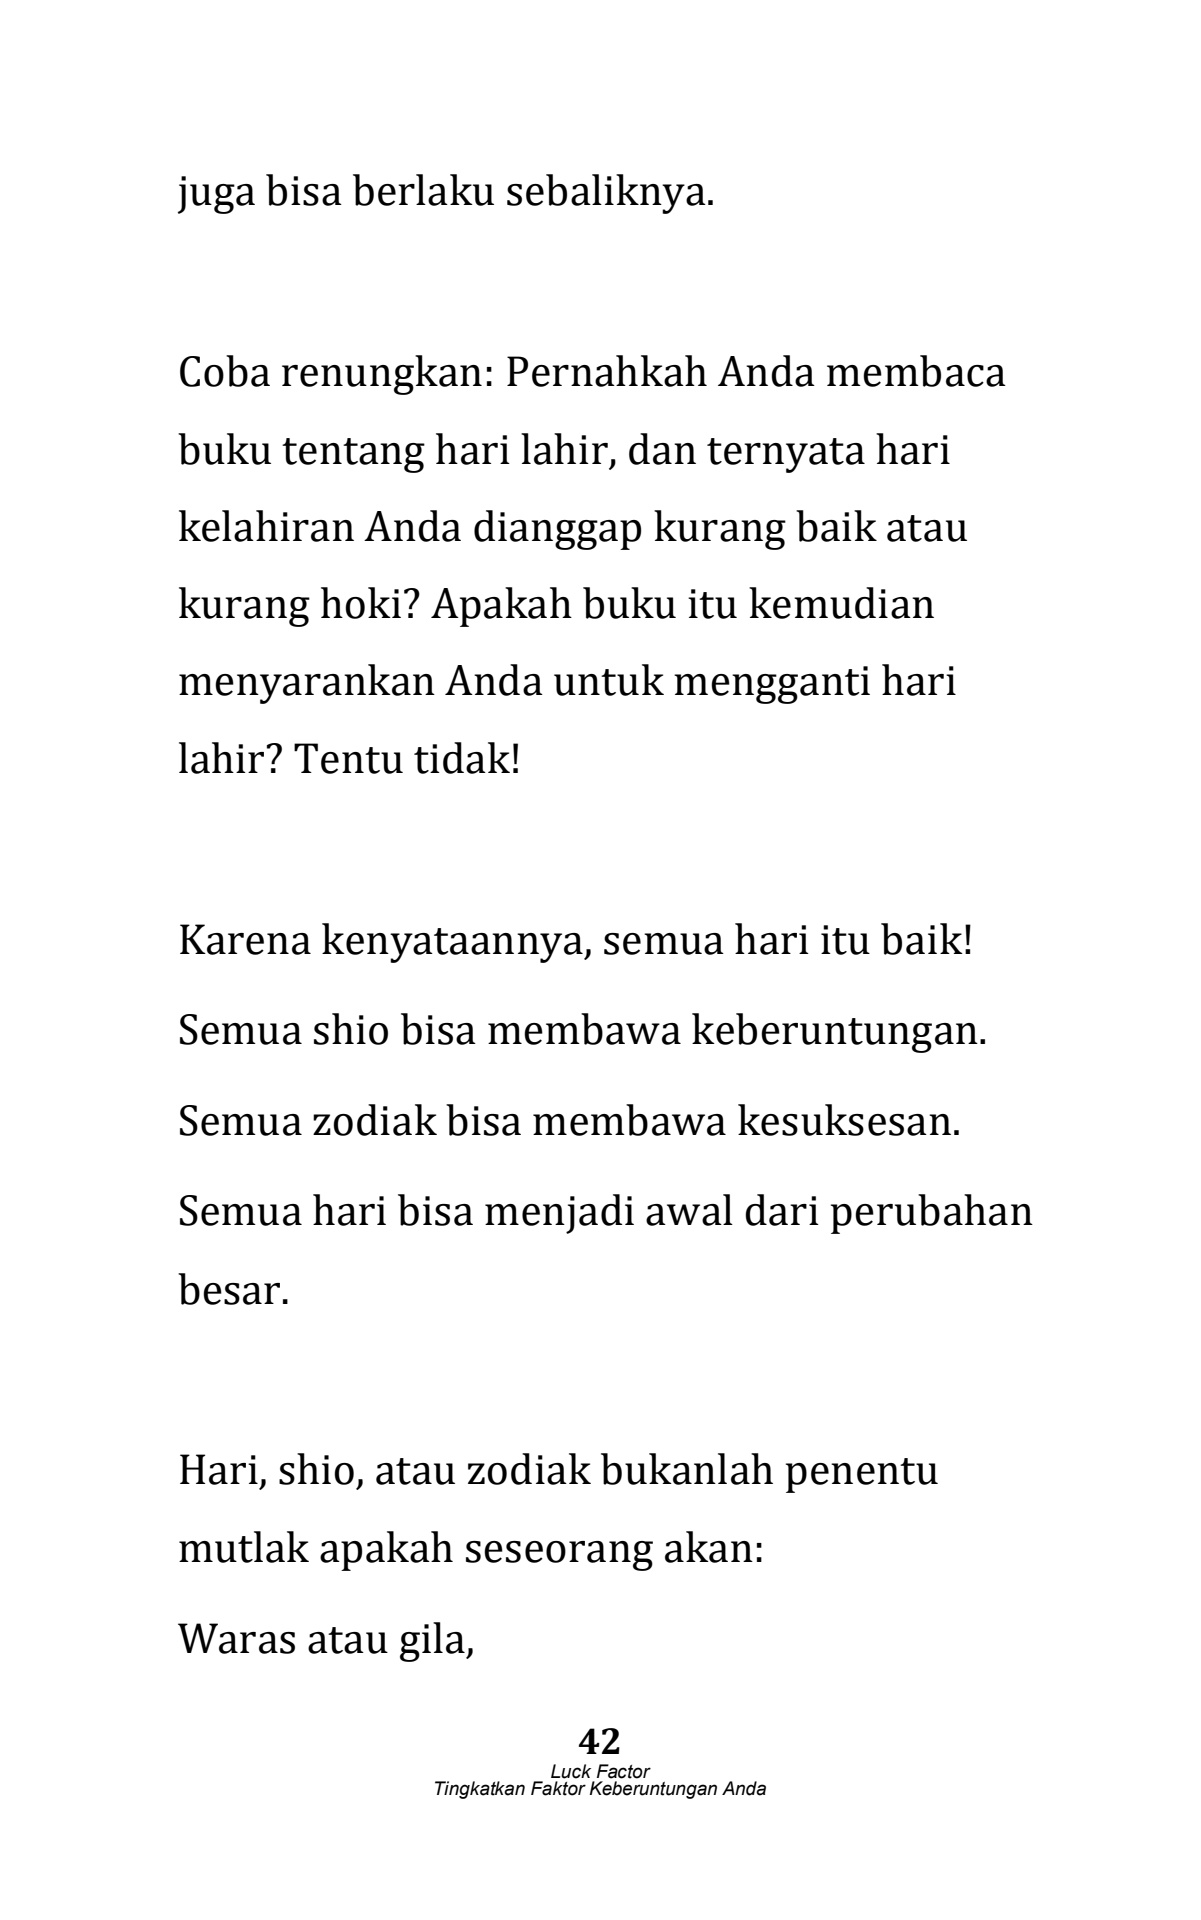 juga bisa berlaku sebaliknya.
Coba renungkan: Pernahkah Anda membaca
buku tentang hari lahir, dan ternyata hari
kelahiran Anda dianggap kurang baik atau
kurang hoki? Apakah buku itu kemudian
menyarankan Anda untuk mengganti hari
lahir? Tentu tidak!
Karena kenyataannya, semua hari itu baik!
Semua shio bisa membawa keberuntungan.
Semua zodiak bisa membawa kesuksesan.
Semua hari bisa menjadi awal dari perubahan
besar.
Hari, shio, atau zodiak bukanlah penentu
mutlak apakah seseorang akan:
Waras atau gila,
42
Luck Factor
Tingkatkan Faktor Keberuntungan Anda